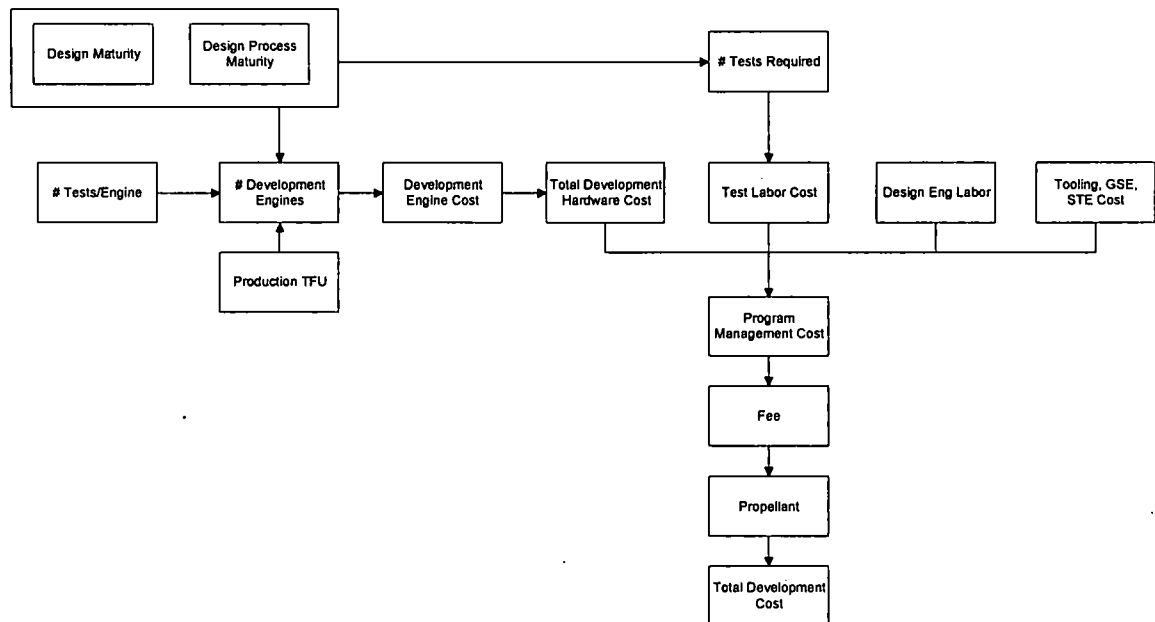 Design Maturity
Design Process
Maturity
# Tests Required
# Tests/Engine
# Development
Engines
Development
Engine Cost
Total Development
Hardware Cost
Test Labor Cost
Design Eng Labor
Tooling, GSE,
STE Cost
Production TFU
Program
Management Cost
Fee
Propellant
Total Development
Cost